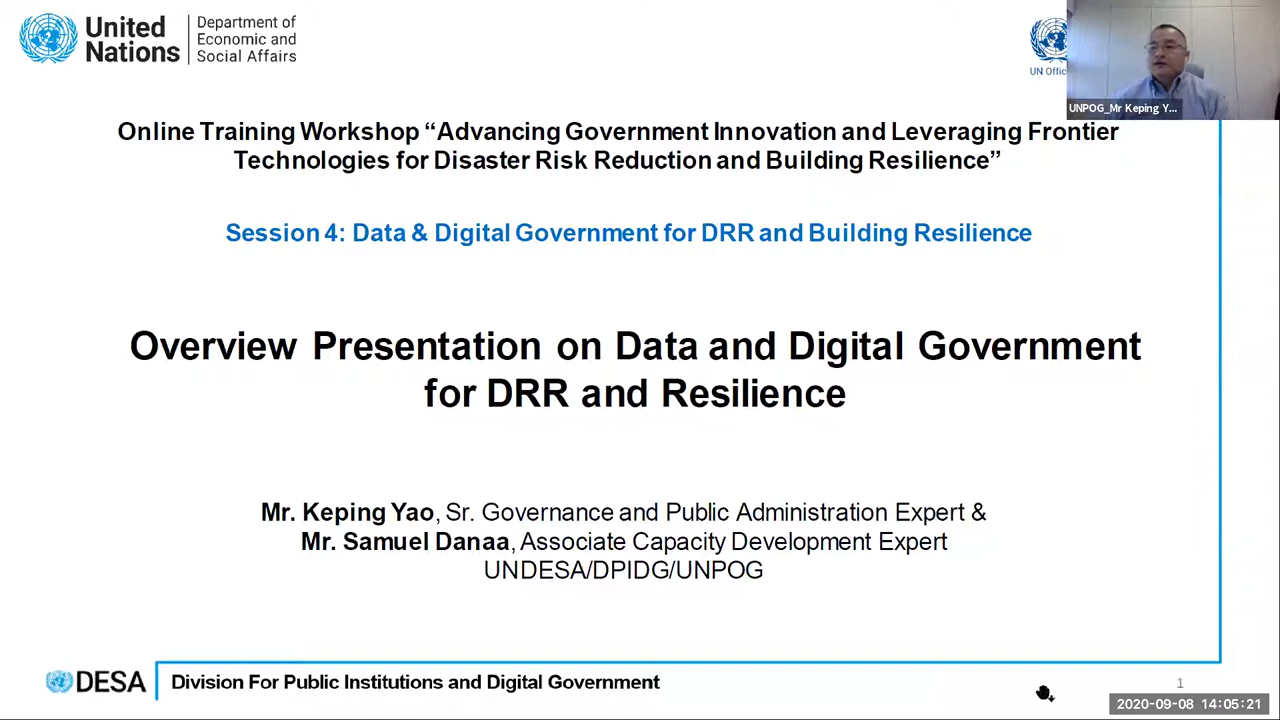 United
Nations
Department of
Economic and
Social Affairs
UN Offic
UNPOG_Mr Keping Y...
Online Training Workshop “Advancing Government Innovation and Leveraging Frontier
Technologies for Disaster Risk Reduction and Building Resilience”
Session 4: Data & Digital Government for DRR and Building Resilience
Overview Presentation on Data and Digital Government
for DRR and Resilience
Mr. Keping Yao, Sr. Governance and Public Administration Expert &
Mr. Samuel Danaa, Associate Capacity Development Expert
UNDESA/DPIDG/UNPOG
DESA
Division For Public Institutions and Digital Government
1
2020-09-08 14:05:21